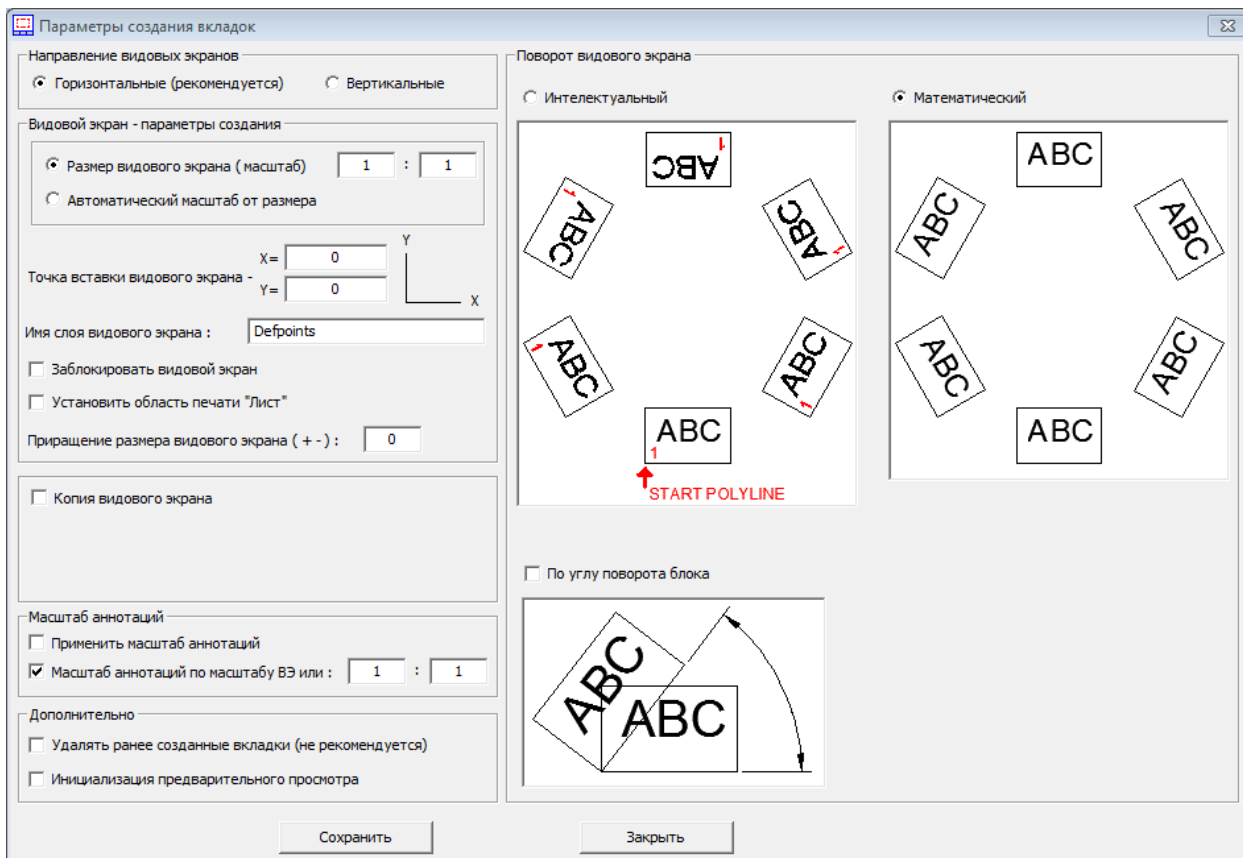 Параметры создания вкладок
Направление видовых экранов
Горизонтальные (рекомендуется)
Вертикальные
Видовой экран - параметры создания
Размер видового экрана ( масштаб) 1 : 1
Автоматический масштаб от размера
Точка вставки видового экрана -
X= 0
Y= 0
Y
X
Имя слоя видового экрана : Defpoints
Заблокировать видовой экран
Установить область печати "Лист"
Приращение размера видового экрана ( + - ) : 0
Копия видового экрана
Масштаб аннотаций
Применить масштаб аннотаций
Масштаб аннотаций по масштабу ВЭ или : 1 : 1
Дополнительно
Удалять ранее созданные вкладки (не рекомендуется)
Инициализация предварительного просмотра
Поворот видового экрана
Интелектуальный
ABC 1
ABC 1
ABC 1
ABC 1
ABC 1
ABC
1
START POLYLINE
Математический
ABC
ABC
ABC
ABC
ABC
ABC
По углу поворота блока
ABC
ABC
Сохранить
Закрыть